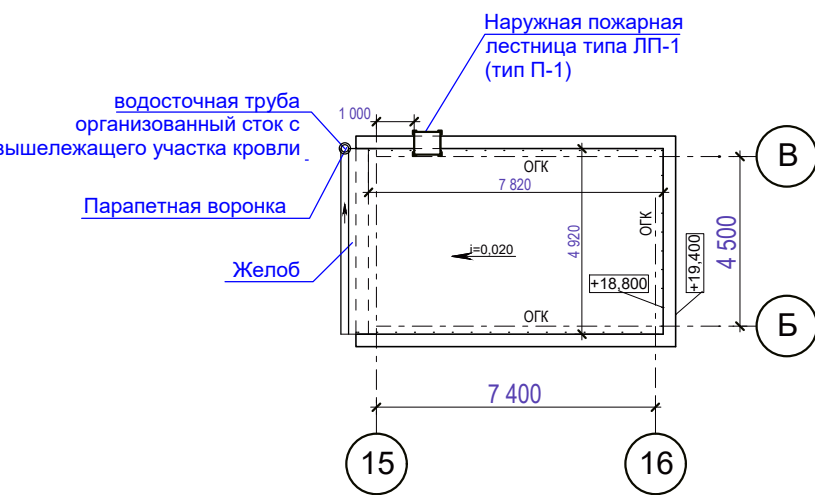 Наружная пожарная
лестница типа ЛП-1
(тип П-1)
водосточная труба
организованный сток с
вышележащего участка кровли
1 000
Парапетная воронка
Желоб
ОГК
7 820
ОГК
4 920
i=0,020
+18,800
+19,400
4 500
ОГК
В
Б
7 400
15
16